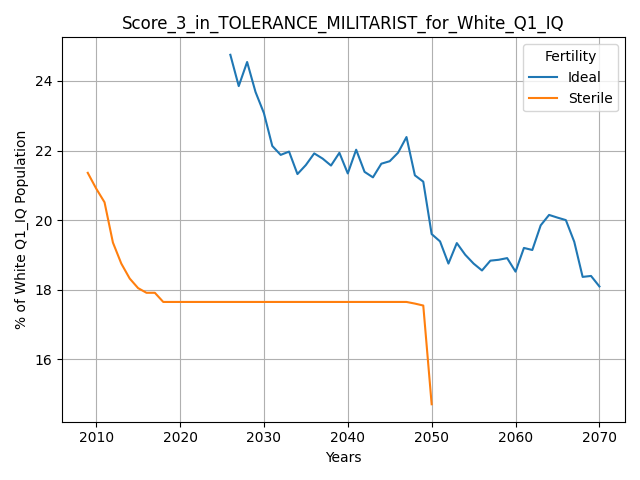 Score_3_in_TOLERANCE_MILITARIST_for_White_Q1_IQ
Fertility
Ideal
Sterile
% of White Q1_IQ Population
24
22
20
18
16
2010 2020 2030 2040 2050 2060 2070
Years